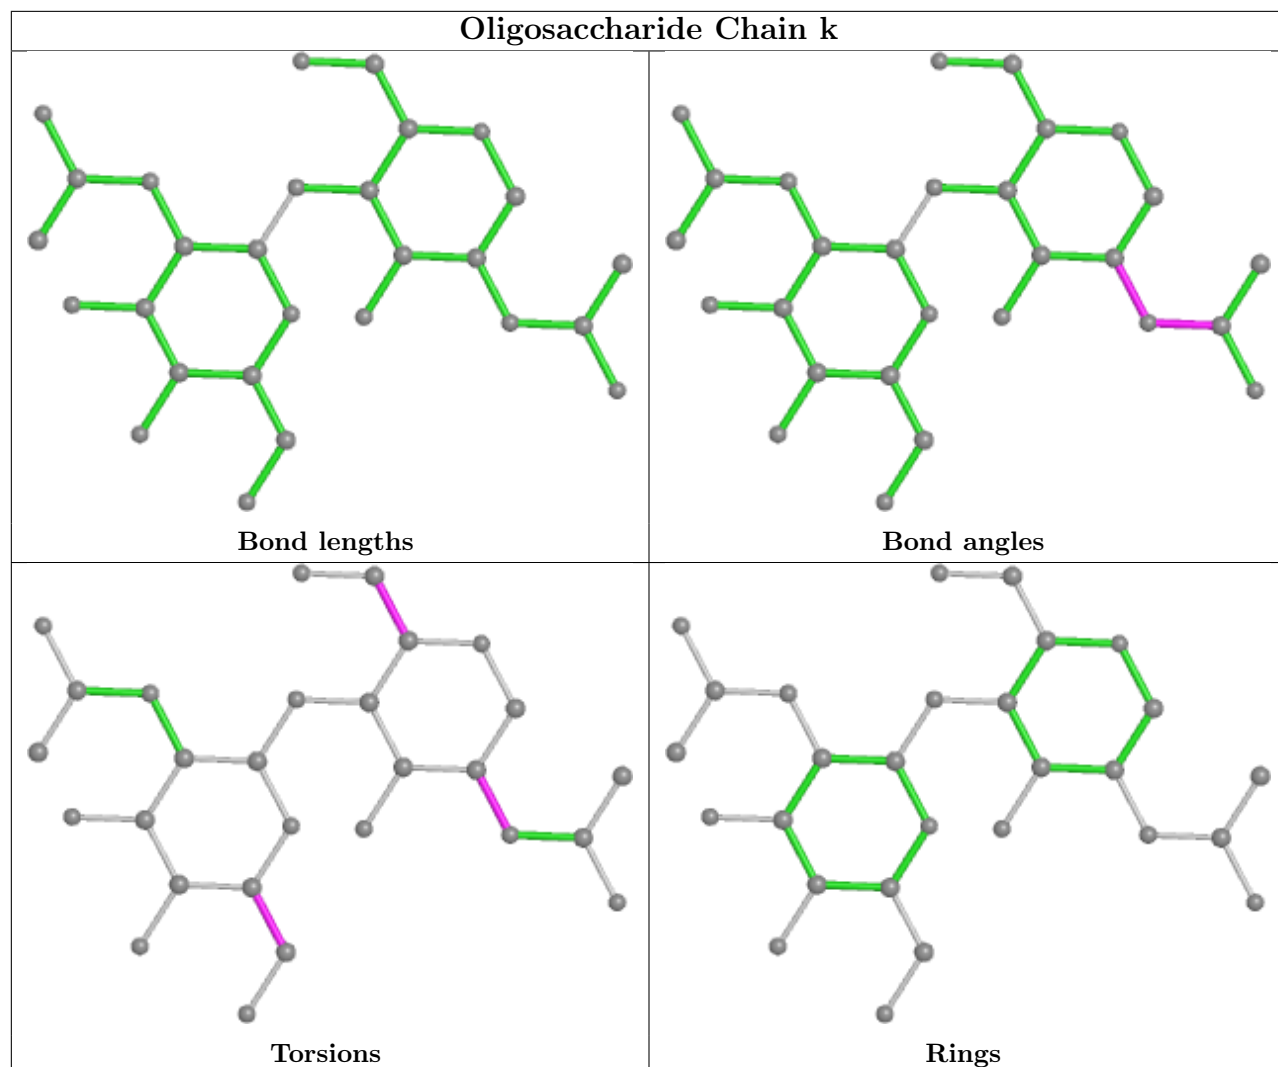 Oligosaccharide Chain k
Bond lengths
Bond angles
Torsions
Rings